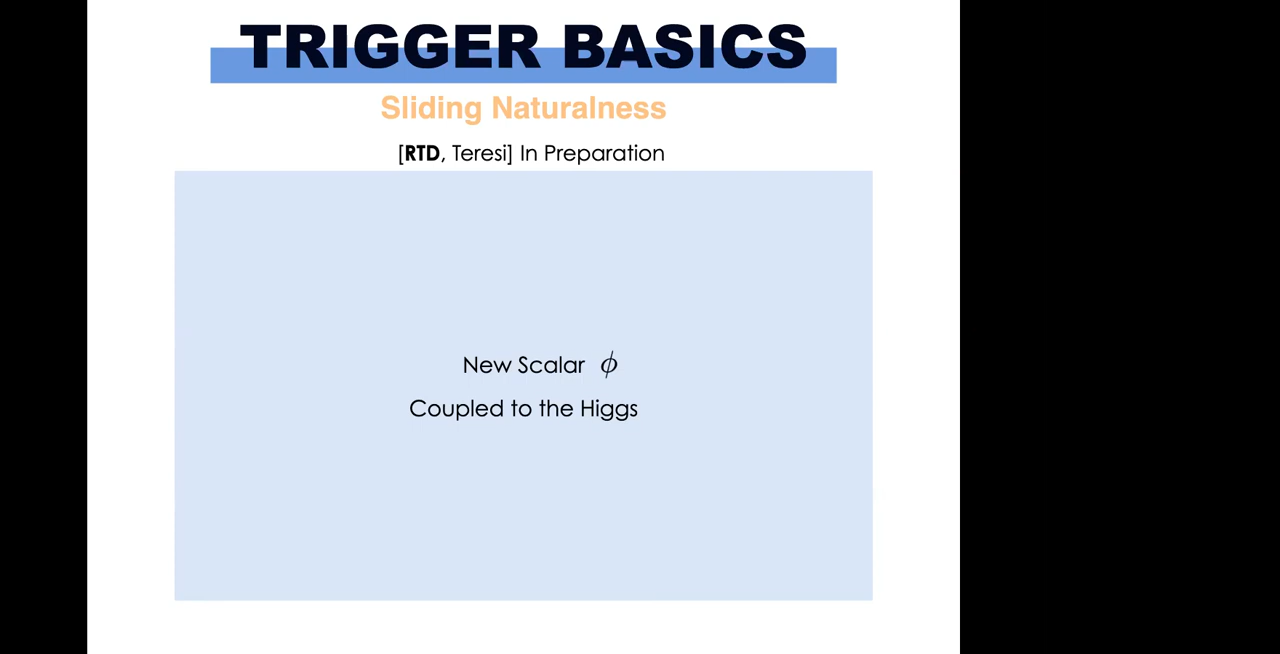 TRIGGER BASICS
Sliding Naturalness
[RTD, Teresi] In Preparation
New Scalar ϕ
Coupled to the Higgs